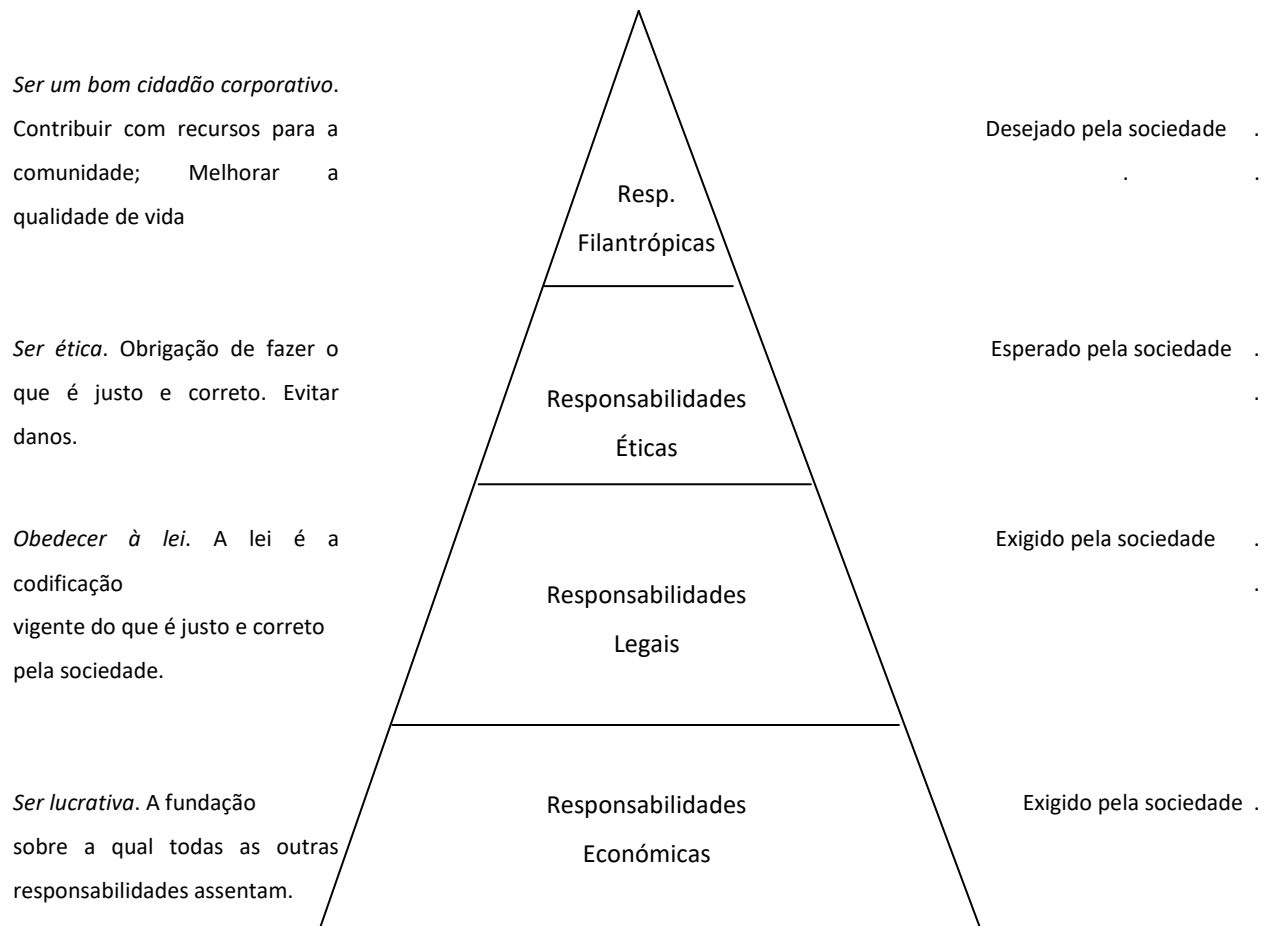 Ser um bom cidadão corporativo.
Contribuir com recursos para a
comunidade; Melhorar a
qualidade de vida
Resp.
Filantrópicas
Desejado pela sociedade .
. .
Ser ética. Obrigação de fazer o
que é justo e correto. Evitar
danos.
Responsabilidades
Éticas
Esperado pela sociedade .
.
Obedecer à lei. A lei é a
codificação
vigente do que é justo e correto
pela sociedade.
Responsabilidades
Legais
Exigido pela sociedade .
.
Ser lucrativa. A fundação
sobre a qual todas as outras
responsabilidades assentam.
Responsabilidades
Económicas
Exigido pela sociedade .